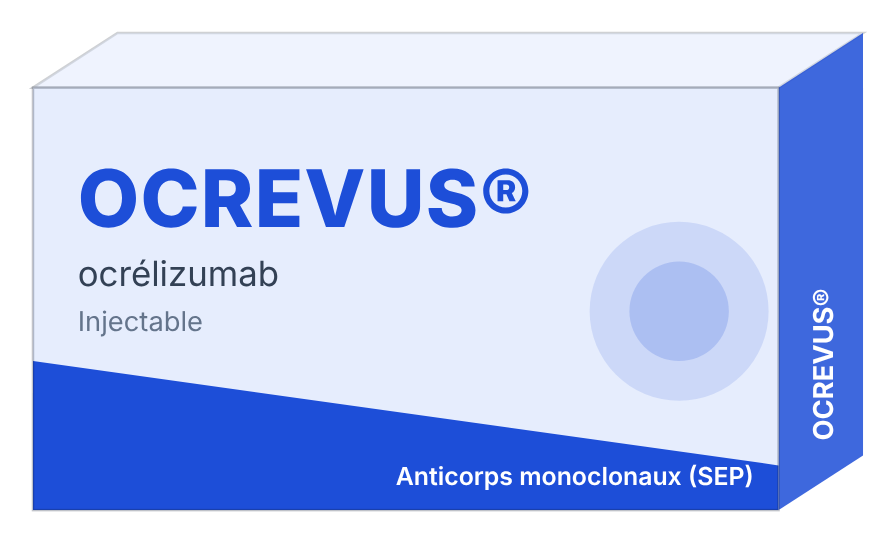 OCREVUS®
ocrélizumab
Injectable
Anticorps monoclonaux (SEP)
OCREVUS®